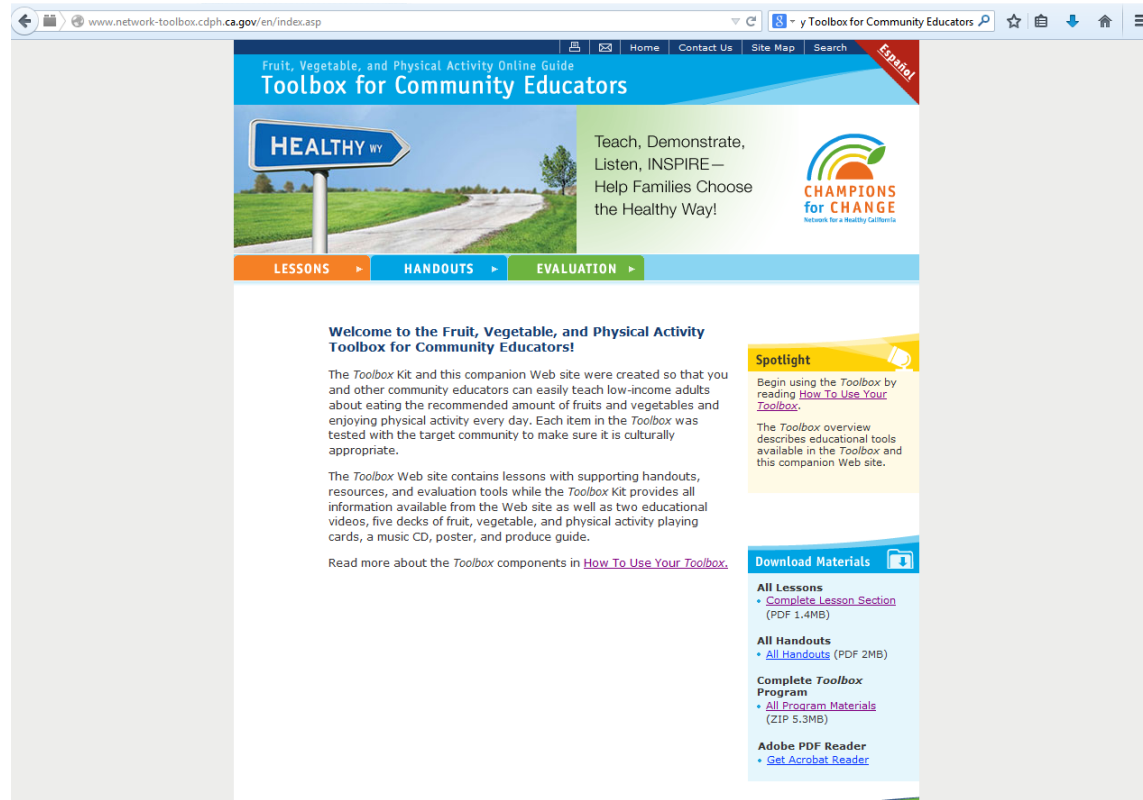 www.network-toolbox.cdph.ca.gov/en/index.asp
y Toolbox for Community Educators
Home Contact Us Site Map Search
Español
Fruit, Vegetable, and Physical Activity Online Guide
Toolbox for Community Educators
HEALTHY WY
Teach, Demonstrate,
Listen, INSPIRE—
Help Families Choose
the Healthy Way!
CHAMPIONS
for CHANGE
Network for a Healthy California
LESSONS HANDOUTS EVALUATION
Welcome to the Fruit, Vegetable, and Physical Activity
Toolbox for Community Educators!
The Toolbox Kit and this companion Web site were created so that you
and other community educators can easily teach low-income adults
about eating the recommended amount of fruits and vegetables and
enjoying physical activity every day. Each item in the Toolbox was
tested with the target community to make sure it is culturally
appropriate.
The Toolbox Web site contains lessons with supporting handouts,
resources, and evaluation tools while the Toolbox Kit provides all
information available from the Web site as well as two educational
videos, five decks of fruit, vegetable, and physical activity playing
cards, a music CD, poster, and produce guide.
Read more about the Toolbox components in How To Use Your Toolbox.
Spotlight
Begin using the Toolbox by
reading How To Use Your
Toolbox.
The Toolbox overview
describes educational tools
available in the Toolbox and
this companion Web site.
Download Materials
All Lessons
• Complete Lesson Section
(PDF 1.4MB)
All Handouts
• All Handouts (PDF 2MB)
Complete Toolbox
Program
• All Program Materials
(ZIP 5.3MB)
Adobe PDF Reader
• Get Acrobat Reader